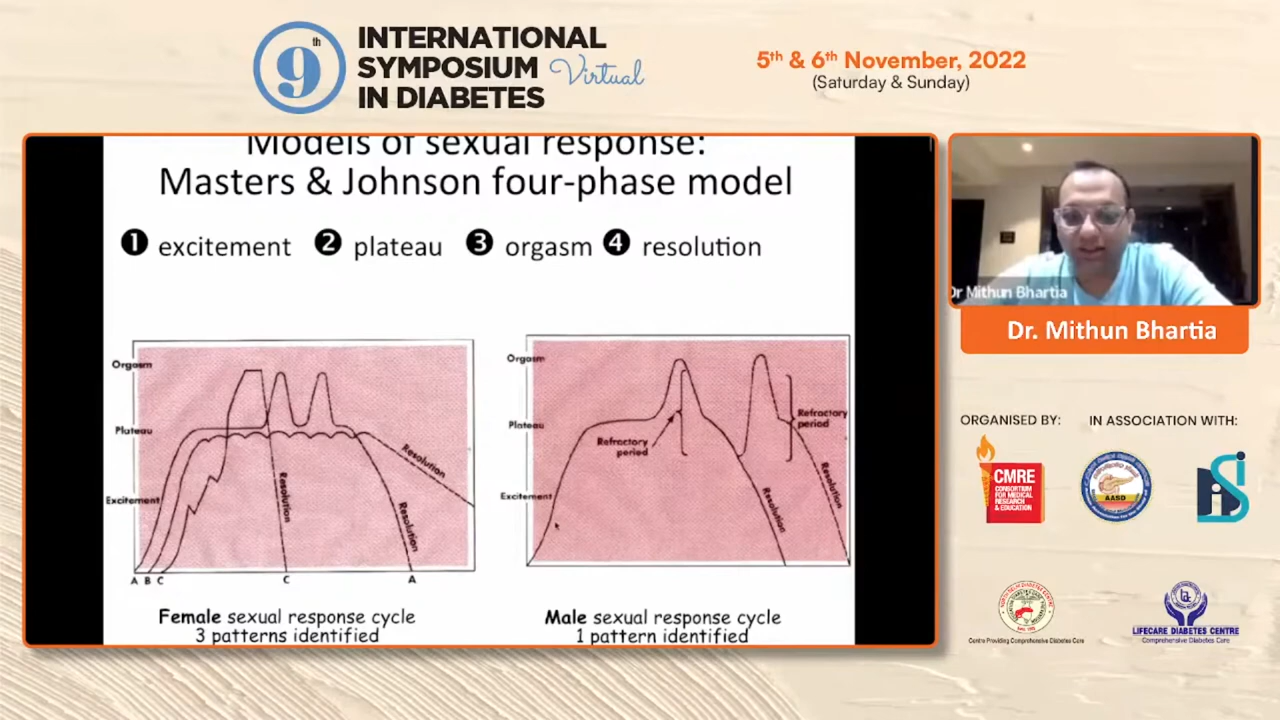 9th
INTERNATIONAL
SYMPOSIUM Virtual
IN DIABETES
5th & 6th November, 2022
(Saturday & Sunday)
Models of sexual response:
Masters & Johnson four-phase model
1 excitement 2 plateau 3 orgasm 4 resolution
Orgasm
Plateau
Excitement
Resolution
Resolution
Resolution
A B C
C
A
Female sexual response cycle
3 patterns identified
Orgasm
Plateau
Excitement
Refractory
period
Refractory
period
Resolution
Resolution
Male sexual response cycle
1 pattern identified
Dr Mithun Bhartia
Dr. Mithun Bhartia
ORGANISED BY:
IN ASSOCIATION WITH:
CMRE
CONSORTIUM
FOR MEDICAL
RESEARCH
& EDUCATION
AASD
Centre Providing Comprehensive Diabetes Care
LIFECARE DIABETES CENTRE
Comprehensive Diabetes Care